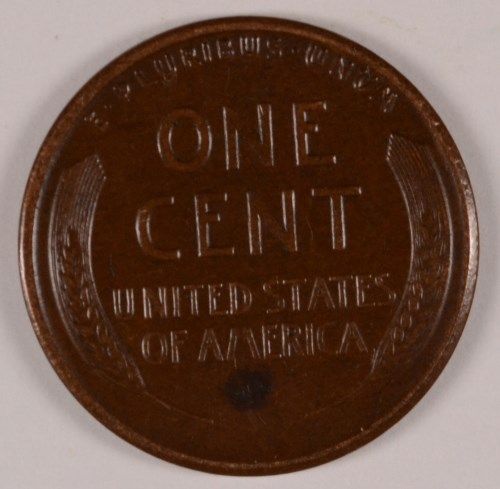 E·PLURIBUS·UNUM
ONE
CENT
UNITED STATES
OF AMERICA